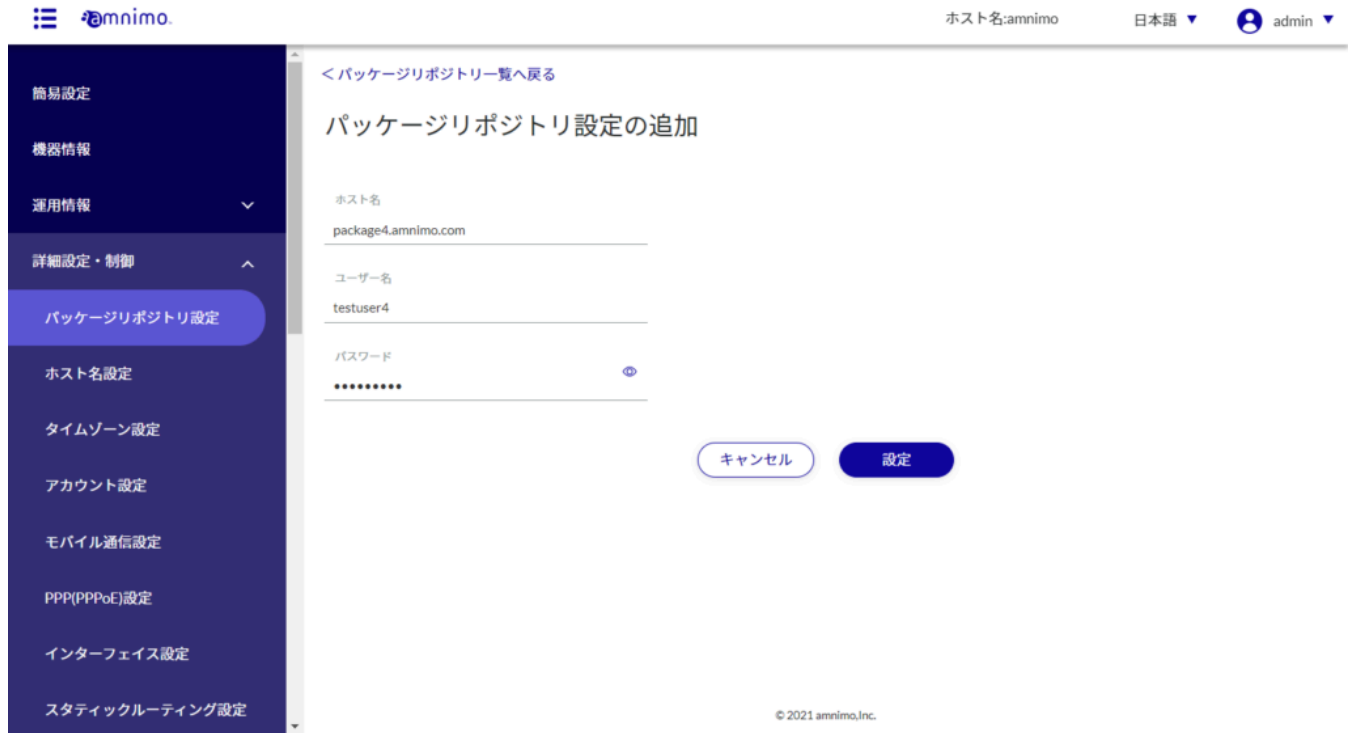 amnimo.
ホスト名:amnimo
日本語 ▼
admin ▼
簡易設定
機器情報
運用情報
詳細設定・制御
パッケージリポジトリ設定
ホスト名設定
タイムゾーン設定
アカウント設定
モバイル通信設定
PPP(PPPoE)設定
インターフェイス設定
スタティックルーティング設定
＜パッケージリポジトリ一覧へ戻る
パッケージリポジトリ設定の追加
ホスト名
package4.amnimo.com
ユーザー名
testuser4
パスワード
•••••••••
キャンセル
設定
© 2021 amnimo,Inc.